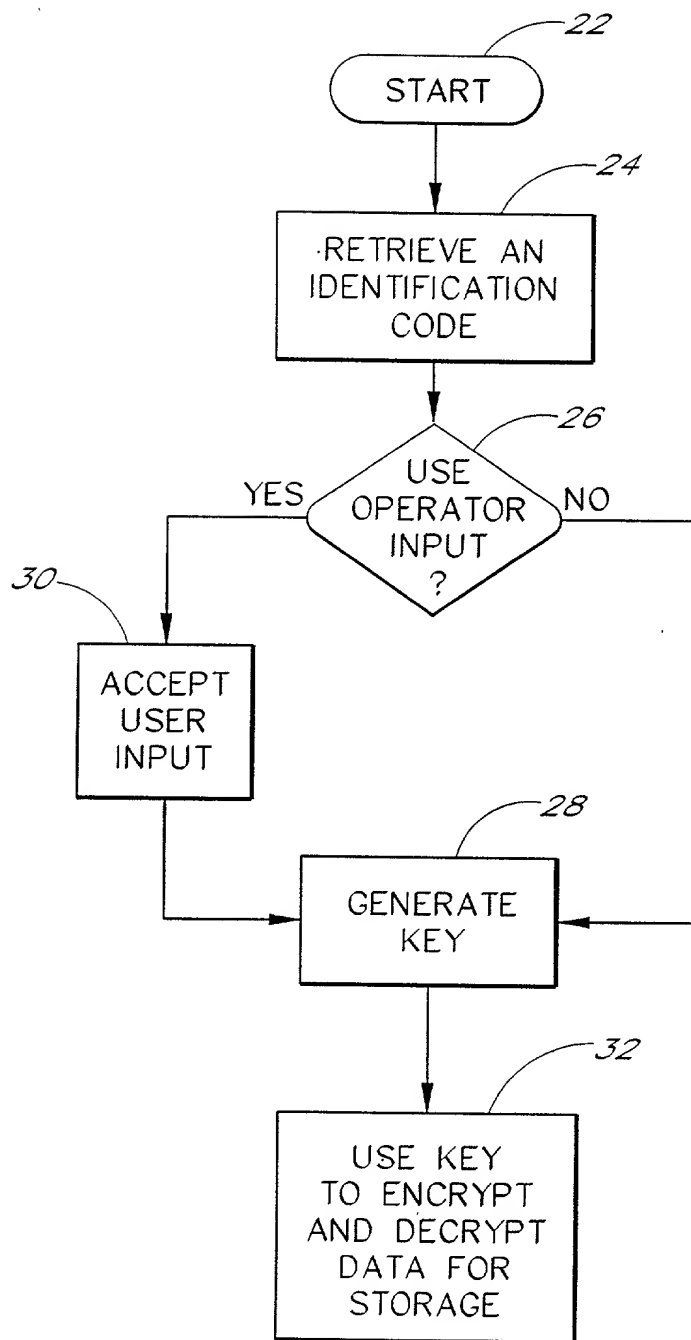 22
START
24
RETRIEVE AN
IDENTIFICATION
CODE
26
USE
OPERATOR
INPUT
?
YES
NO
30
ACCEPT
USER
INPUT
28
GENERATE
KEY
32
USE KEY
TO ENCRYPT
AND DECRYPT
DATA FOR
STORAGE